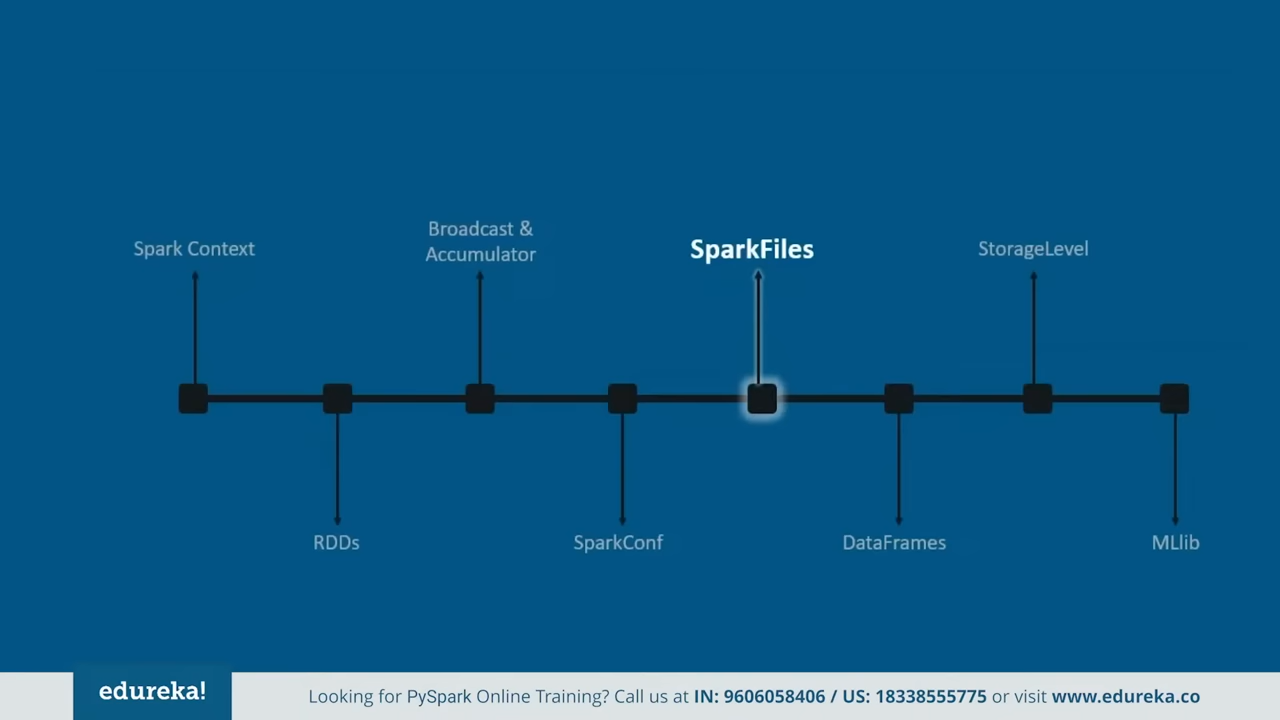 Spark Context
Broadcast &
Accumulator
SparkFiles
StorageLevel
RDDs
SparkConf
DataFrames
MLlib
edureka!
Looking for PySpark Online Training? Call us at IN: 9606058406 / US: 18338555775 or visit www.edureka.co